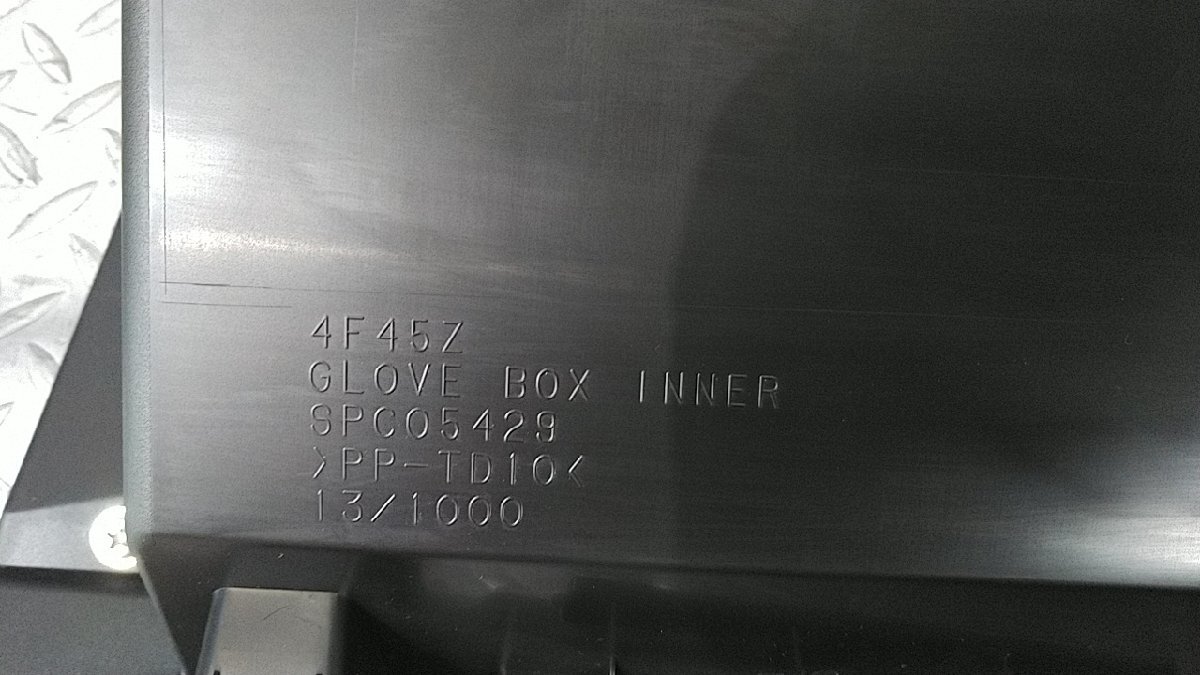 4F45Z
GLOVE BOX INNER
SPC05429
>PP-TD10<
13/1000